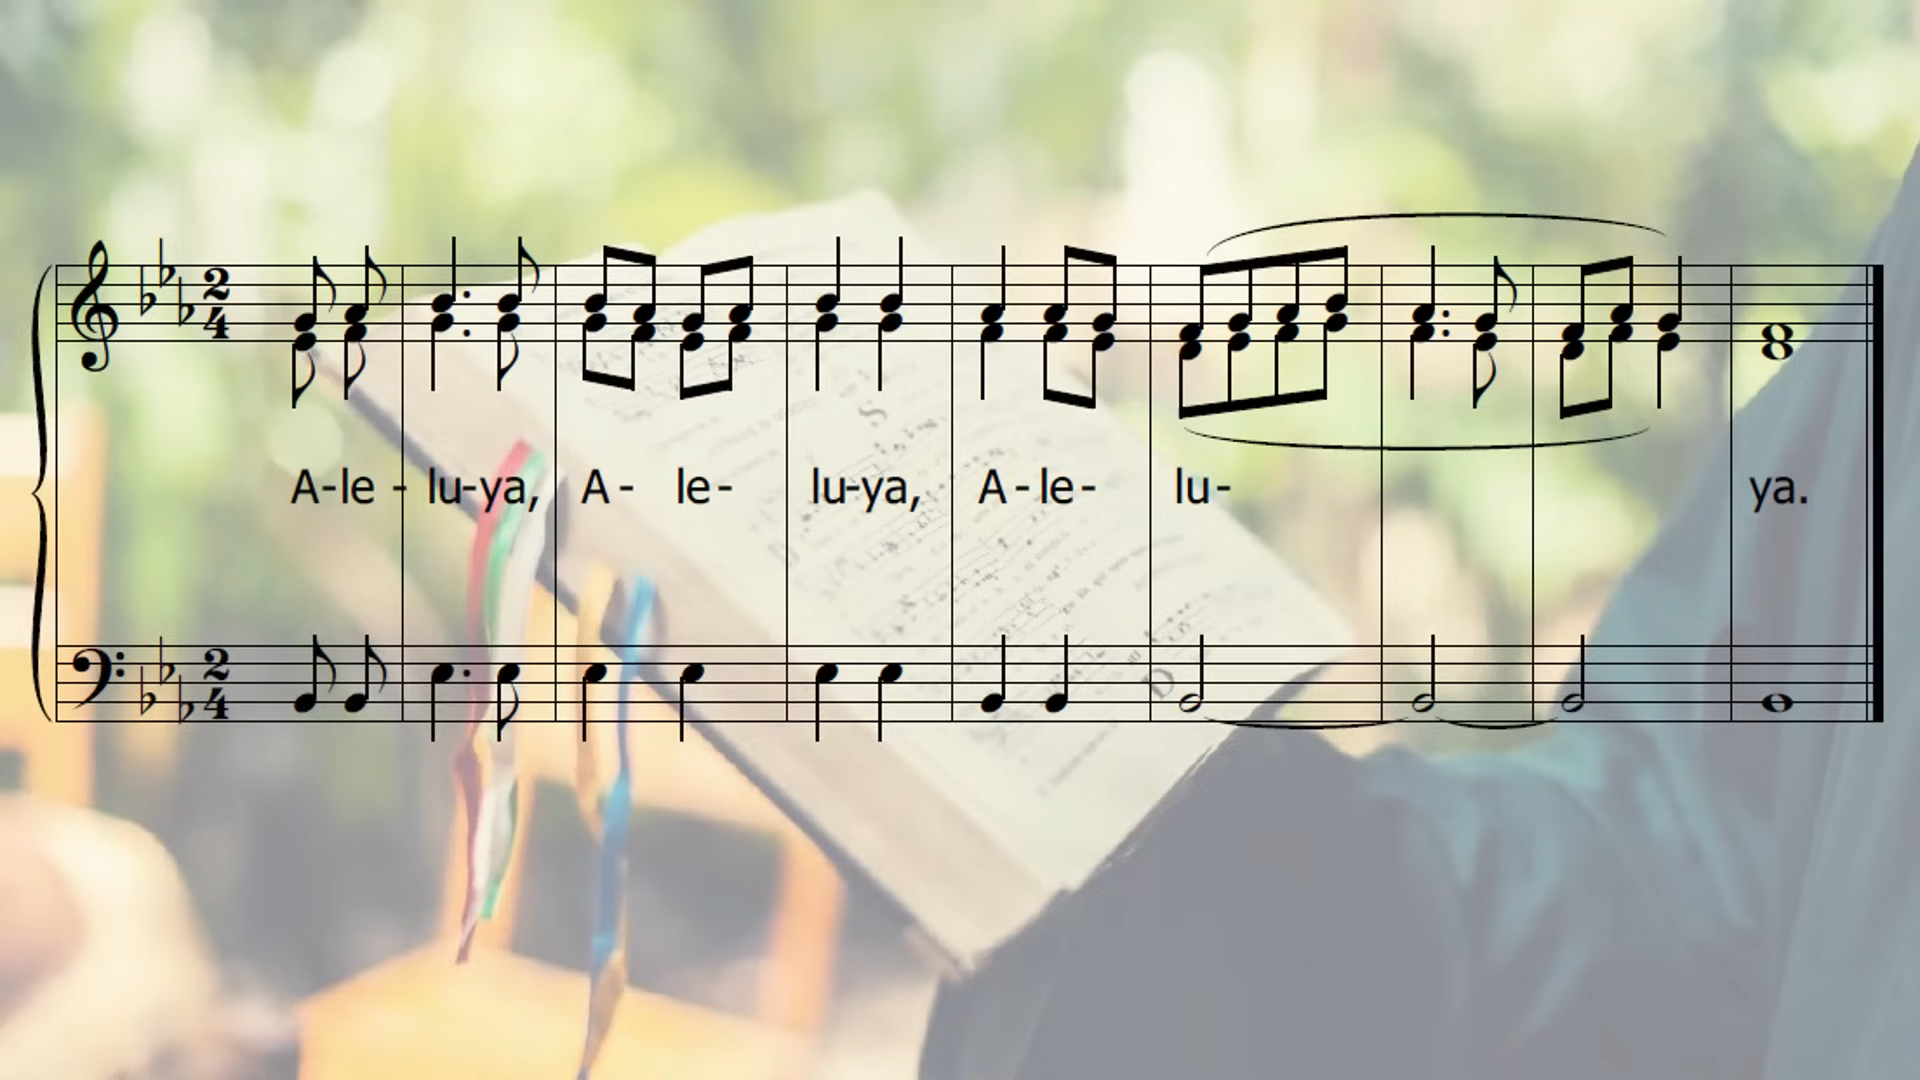 A-le - lu-ya, A - le - lu-ya, A - le - lu - ya.